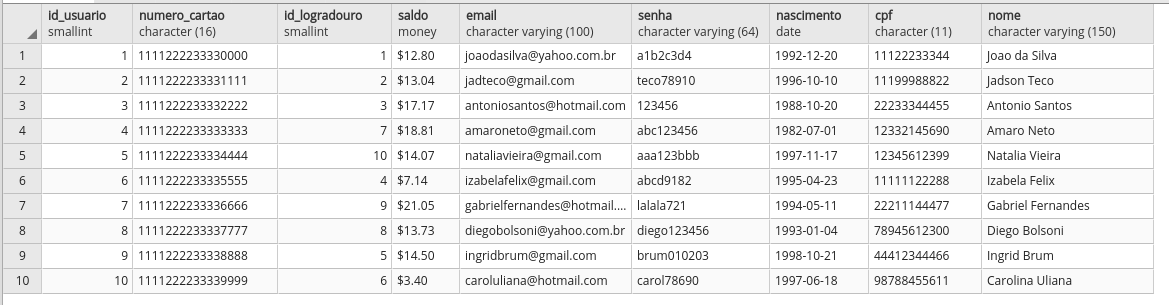 id_usuario numero_cartao id_logradouro saldo email senha nascimento cpf nome
smallint character (16) smallint money character varying (100) character varying (64) date character (11) character varying (150)
1 1 1111222233330000 1 $12.80 joaodasilva@yahoo.com.br a1b2c3d4 1992-12-20 11122233344 Joao da Silva
2 2 1111222233331111 2 $13.04 jadteco@gmail.com teco78910 1996-10-10 11199988822 Jadson Teco
3 3 1111222233332222 3 $17.17 antoniosantos@hotmail.com 123456 1988-10-20 22233344455 Antonio Santos
4 4 1111222233333333 7 $18.81 amaroneto@gmail.com abc123456 1982-07-01 12332145690 Amaro Neto
5 5 1111222233334444 10 $14.07 nataliavieira@gmail.com aaa123bbb 1997-11-17 12345612399 Natalia Vieira
6 6 1111222233335555 4 $7.14 izabelafelix@gmail.com abcd9182 1995-04-23 11111122288 Izabela Felix
7 7 1111222233336666 9 $21.05 gabrielfernandes@hotmail.... lalala721 1994-05-11 22211144477 Gabriel Fernandes
8 8 1111222233337777 8 $13.73 diegobolsoni@yahoo.com.br diego123456 1993-01-04 78945612300 Diego Bolsoni
9 9 1111222233338888 5 $14.50 ingridbrum@gmail.com brum010203 1998-10-21 44412344466 Ingrid Brum
10 10 1111222233339999 6 $3.40 caroluliana@hotmail.com carol78690 1997-06-18 98788455611 Carolina Uliana